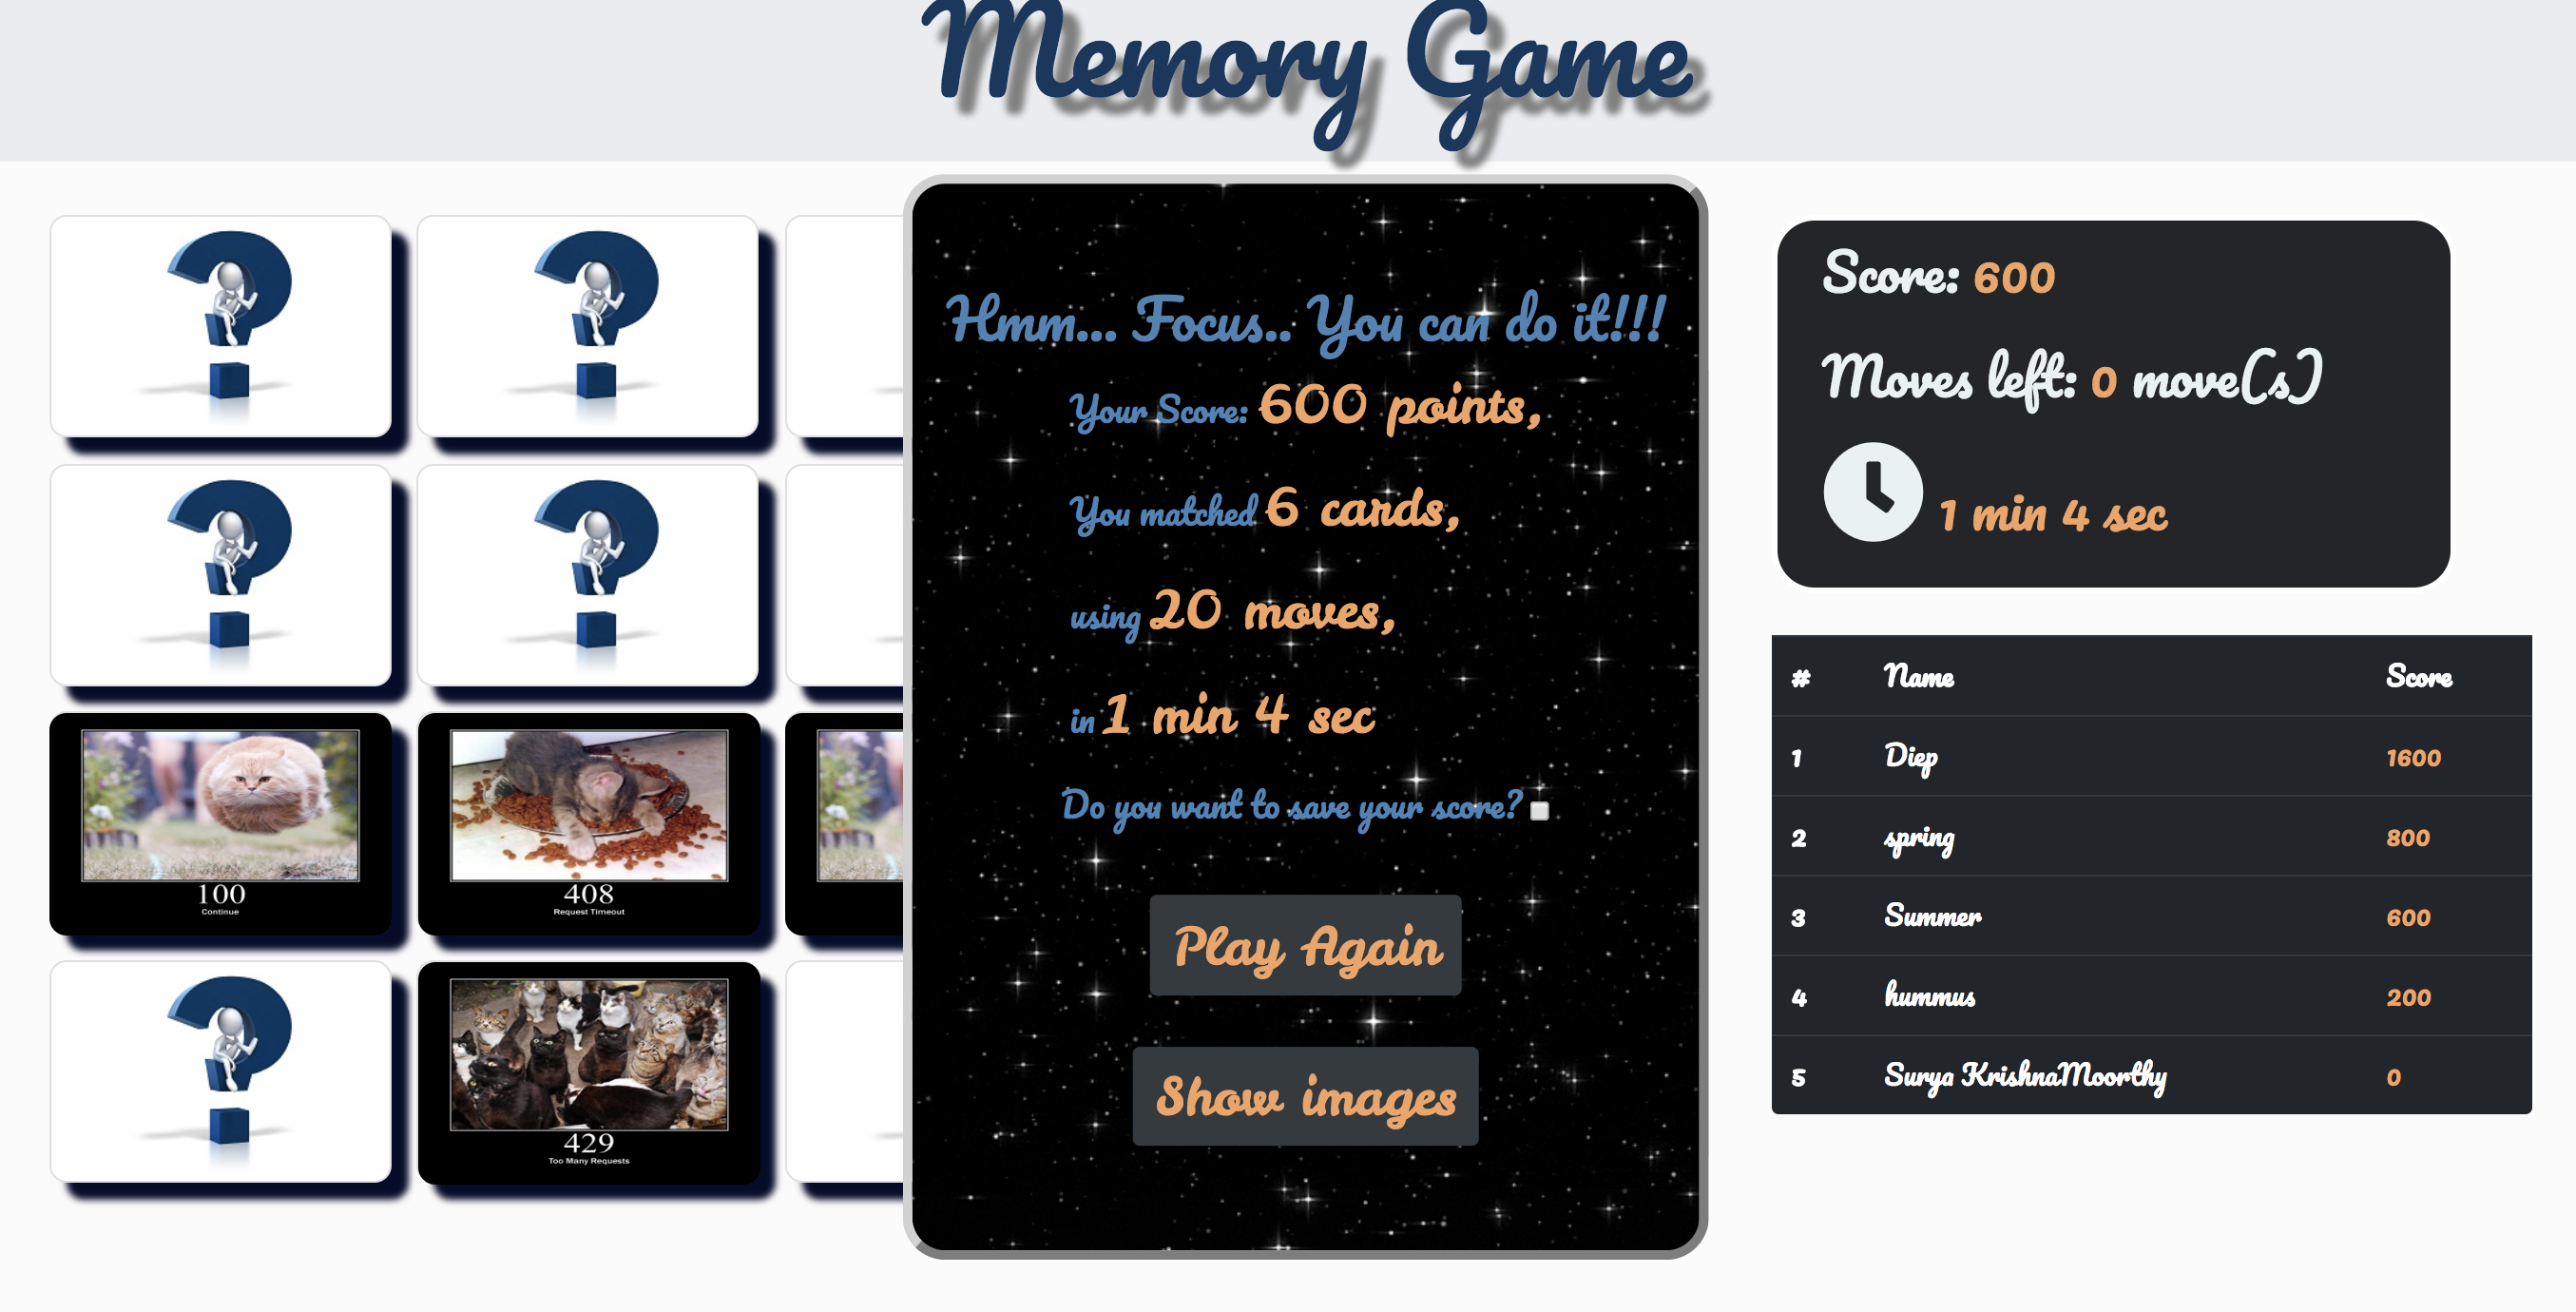 Memory Game
100
Continue
408
Request Timeout
429
Too Many Requests
Hmm... Focus.. You can do it!!!
Your Score: 600 points,
You matched 6 cards,
using 20 moves,
in 1 min 4 sec
Do you want to save your score?
Play Again
Show images
Score: 600
Moves left: 0 move(s)
1 min 4 sec
# Name Score
1 Diep 1600
2 spring 800
3 Summer 600
4 hummus 200
5 Surya KrishnaMoorthy 0